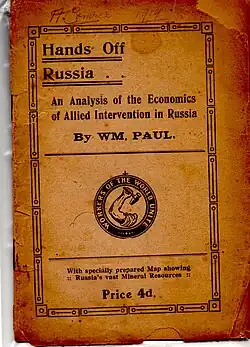 Hands Off
Russia . .
An Analysis of the Economics
of Allied Intervention in Russia
By WM. PAUL.
WORKERS OF THE WORLD UNITE
With specially prepared Map showing
:: Russia's vast Mineral Resources ::
Price 4d.